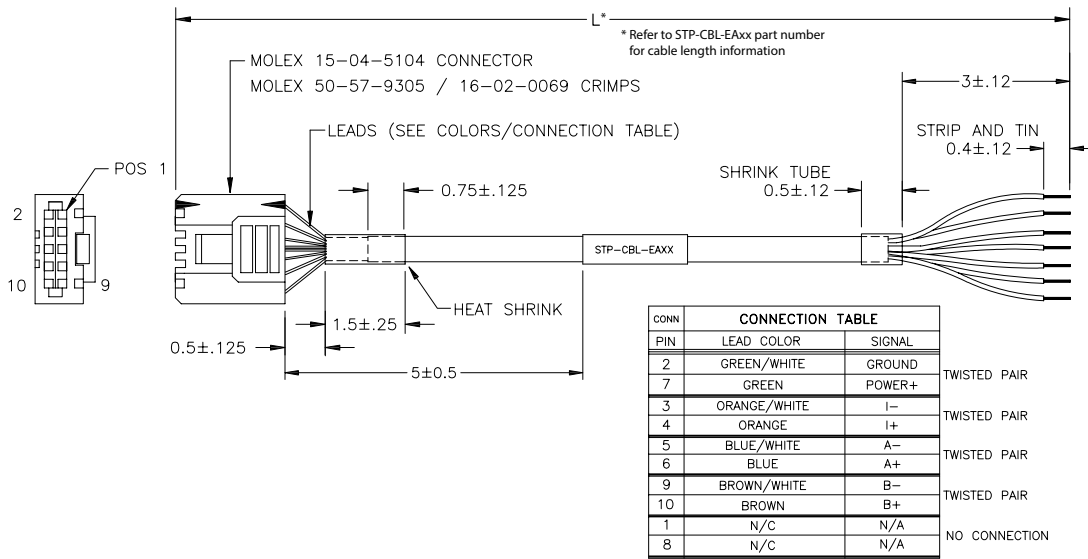 L*
* Refer to STP-CBL-EAxx part number
for cable length information
MOLEX 15-04-5104 CONNECTOR
MOLEX 50-57-9305 / 16-02-0069 CRIMPS
3±.12
LEADS (SEE COLORS/CONNECTION TABLE)
STRIP AND TIN
0.4±.12
POS 1
SHRINK TUBE
0.5±.12
0.75±.125
2
10
9
STP-CBL-EAXX
HEAT SHRINK
1.5±.25
0.5±.125
5±0.5
CONN CONNECTION TABLE
PIN LEAD COLOR SIGNAL
2 GREEN/WHITE GROUND
TWISTED PAIR
7 GREEN POWER+
3 ORANGE/WHITE I-
TWISTED PAIR
4 ORANGE I+
5 BLUE/WHITE A-
TWISTED PAIR
6 BLUE A+
9 BROWN/WHITE B-
TWISTED PAIR
10 BROWN B+
1 N/C N/A
NO CONNECTION
8 N/C N/A